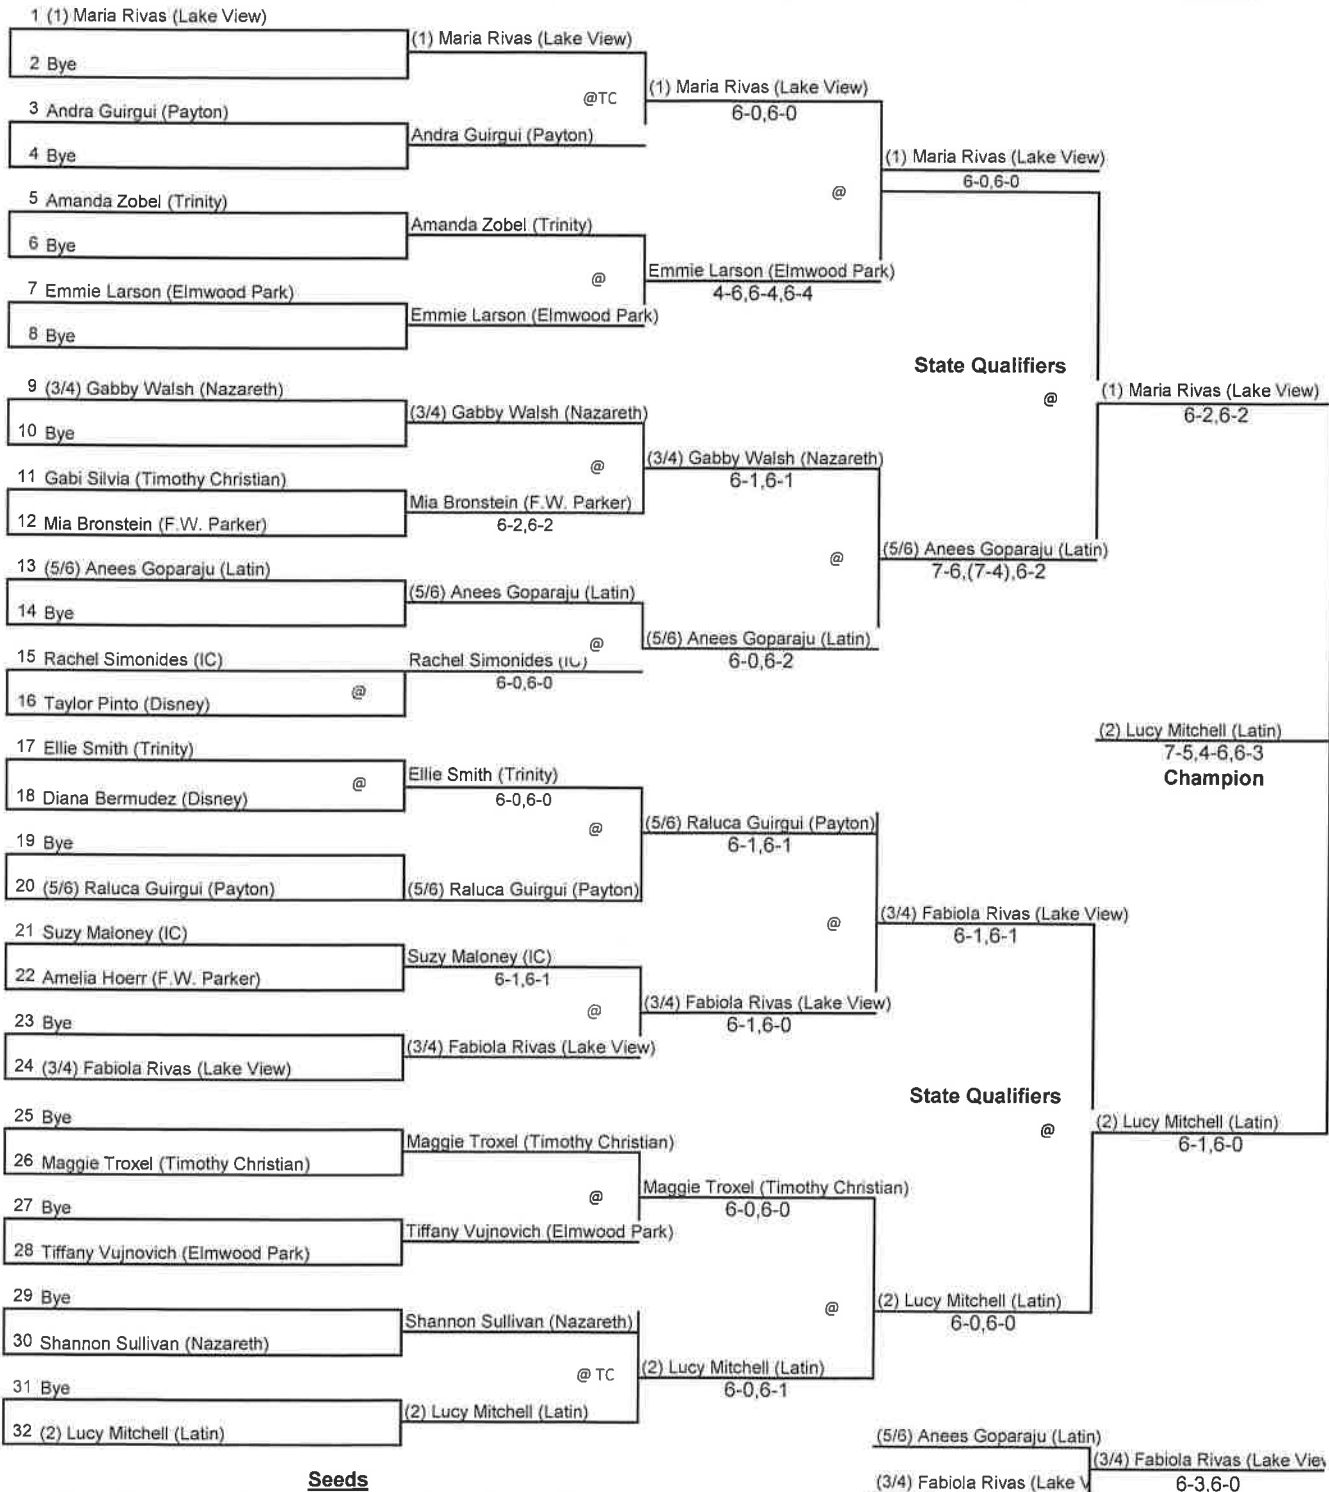 1 (1) Maria Rivas (Lake View)
2 Bye
3 Andra Guirgui (Payton)
4 Bye
5 Amanda Zobel (Trinity)
6 Bye
7 Emmie Larson (Elmwood Park)
8 Bye
9 (3/4) Gabby Walsh (Nazareth)
10 Bye
11 Gabi Silvia (Timothy Christian)
12 Mia Bronstein (F.W. Parker)
13 (5/6) Anees Goparaju (Latin)
14 Bye
15 Rachel Simonides (IC)
16 Taylor Pinto (Disney)
@
17 Ellie Smith (Trinity)
18 Diana Bermudez (Disney)
@
19 Bye
20 (5/6) Raluca Guirgui (Payton)
21 Suzy Maloney (IC)
22 Amelia Hoerr (F.W. Parker)
23 Bye
24 (3/4) Fabiola Rivas (Lake View)
25 Bye
26 Maggie Troxel (Timothy Christian)
27 Bye
28 Tiffany Vujnovich (Elmwood Park)
29 Bye
30 Shannon Sullivan (Nazareth)
31 Bye
32 (2) Lucy Mitchell (Latin)
Seeds
(1) Maria Rivas (Lake View)
@TC
Andra Guirgui (Payton)
Amanda Zobel (Trinity)
@
Emmie Larson (Elmwood Park)
(3/4) Gabby Walsh (Nazareth)
@
Mia Bronstein (F.W. Parker)
6-2,6-2
(5/6) Anees Goparaju (Latin)
@
Rachel Simonides (IC)
6-0,6-0
Ellie Smith (Trinity)
6-0,6-0
@
(5/6) Raluca Guirgui (Payton)
Suzy Maloney (IC)
6-1,6-1
@
(3/4) Fabiola Rivas (Lake View)
Maggie Troxel (Timothy Christian)
@
Tiffany Vujnovich (Elmwood Park)
Shannon Sullivan (Nazareth)
@ TC
(2) Lucy Mitchell (Latin)
(1) Maria Rivas (Lake View)
6-0,6-0
@
Emmie Larson (Elmwood Park)
4-6,6-4,6-4
(3/4) Gabby Walsh (Nazareth)
6-1,6-1
@
(5/6) Anees Goparaju (Latin)
6-0,6-2
(5/6) Raluca Guirgui (Payton)
6-1,6-1
@
(3/4) Fabiola Rivas (Lake View)
6-1,6-0
Maggie Troxel (Timothy Christian)
6-0,6-0
@
(2) Lucy Mitchell (Latin)
6-0,6-1
(1) Maria Rivas (Lake View)
6-0,6-0
State Qualifiers
@
(5/6) Anees Goparaju (Latin)
7-6,(7-4),6-2
(3/4) Fabiola Rivas (Lake View)
6-1,6-1
State Qualifiers
@
(2) Lucy Mitchell (Latin)
6-0,6-0
(1) Maria Rivas (Lake View)
6-2,6-2
(2) Lucy Mitchell (Latin)
7-5,4-6,6-3
Champion
(2) Lucy Mitchell (Latin)
6-1,6-0
(5/6) Anees Goparaju (Latin)
(3/4) Fabiola Rivas (Lake V
(3/4) Fabiola Rivas (Lake View
6-3,6-0